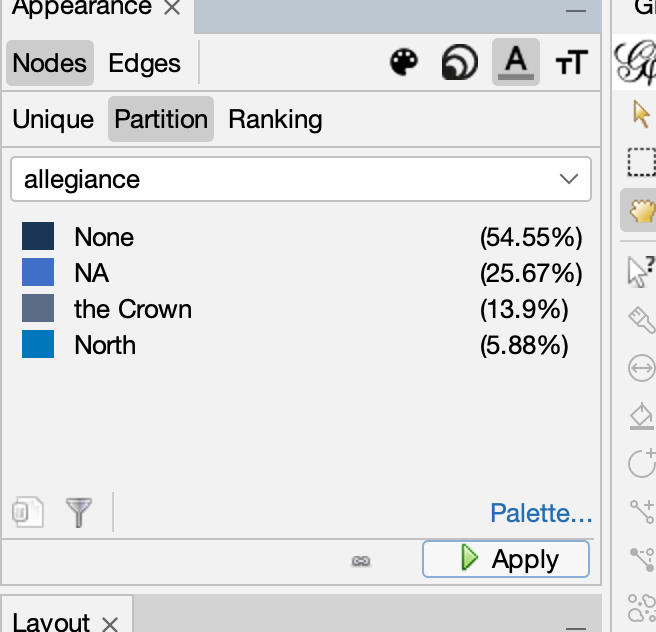 Appearance
Nodes Edges A TT
Unique Partition Ranking
allegiance
None (54.55%)
NA (25.67%)
the Crown (13.9%)
North (5.88%)
Palette...
Apply
Layout